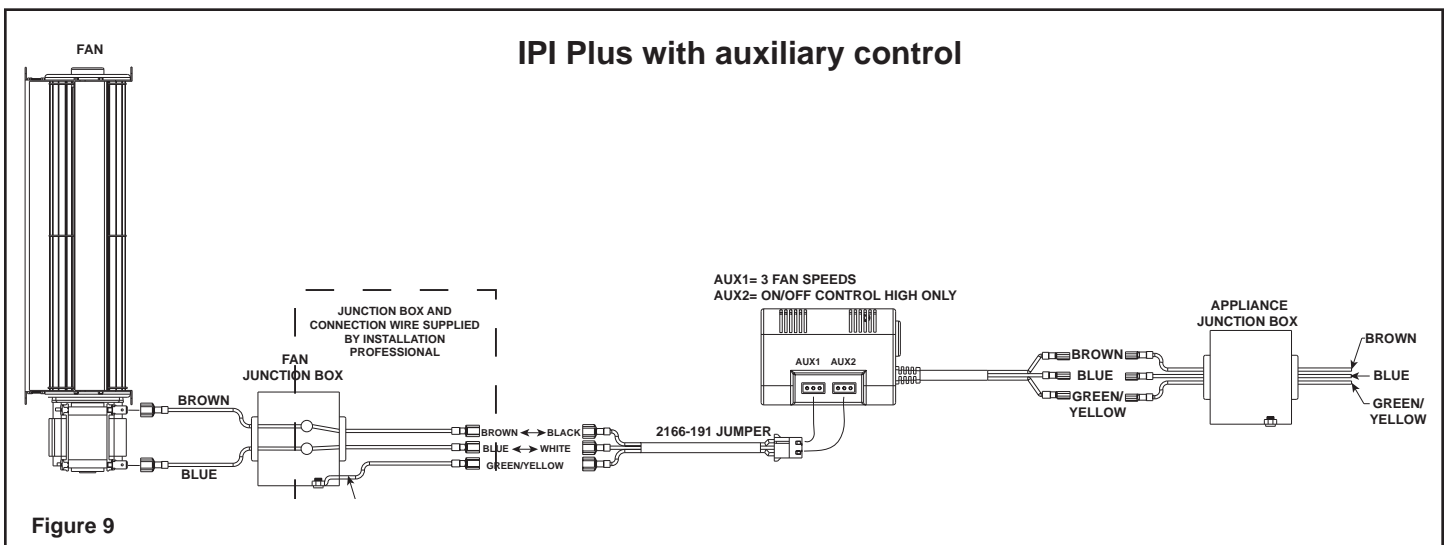 IPI Plus with auxiliary control
FAN
JUNCTION BOX AND
CONNECTION WIRE SUPPLIED
BY INSTALLATION
PROFESSIONAL
FAN
JUNCTION BOX
BROWN
BLUE
BROWN ↔ BLACK
BLUE ↔ WHITE
GREEN/YELLOW
2166-191 JUMPER
AUX1= 3 FAN SPEEDS
AUX2= ON/OFF CONTROL HIGH ONLY
AUX1 AUX2
BROWN
BLUE
GREEN/
YELLOW
APPLIANCE
JUNCTION BOX
BROWN
BLUE
GREEN/
YELLOW
Figure 9